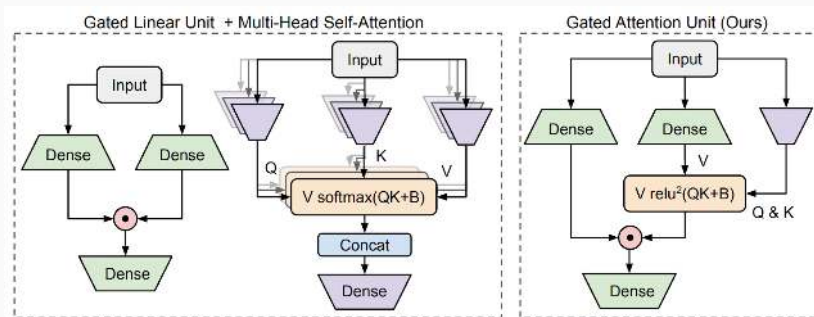 Gated Linear Unit + Multi-Head Self-Attention
Input
Dense
Dense
Dense
Input
Q
K
V
V softmax(QK+B)
Concat
Dense
Gated Attention Unit (Ours)
Input
Dense
Dense
V
V relu²(QK+B)
Q & K
Dense